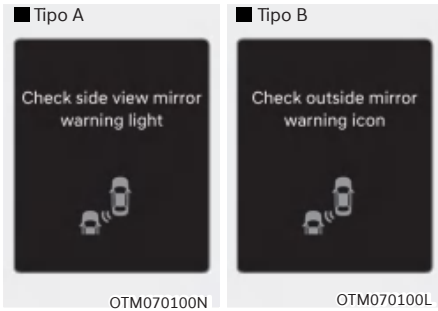 Tipo A
Check side view mirror
warning light
OTM070100N
Tipo B
Check outside mirror
warning icon
OTM070100L